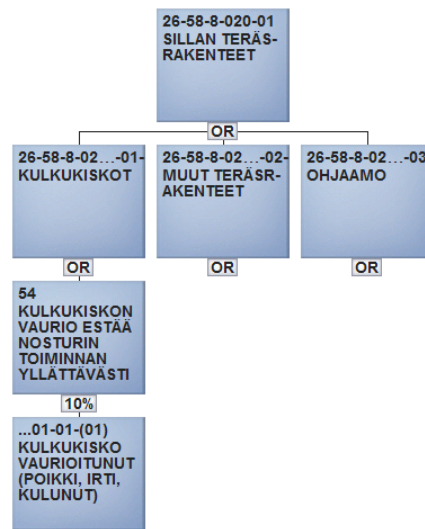 26-58-8-020-01
SILLAN TERÄS-
RAKENTEET
OR
26-58-8-02...-01-
KULKUKISKOT
26-58-8-02...-02-
MUUT TERÄSR-
AKENTEET
26-58-8-02...-03
OHJAAMO
OR
OR
OR
54
KULKUKISKON
VAURIO ESTÄÄ
NOSTURIN
TOIMINNAN
YLLÄTTÄVÄSTI
10%
...01-01-(01)
KULKUKISKO
VAURIOITUNUT
(POIKKI, IRTI,
KULUNUT)